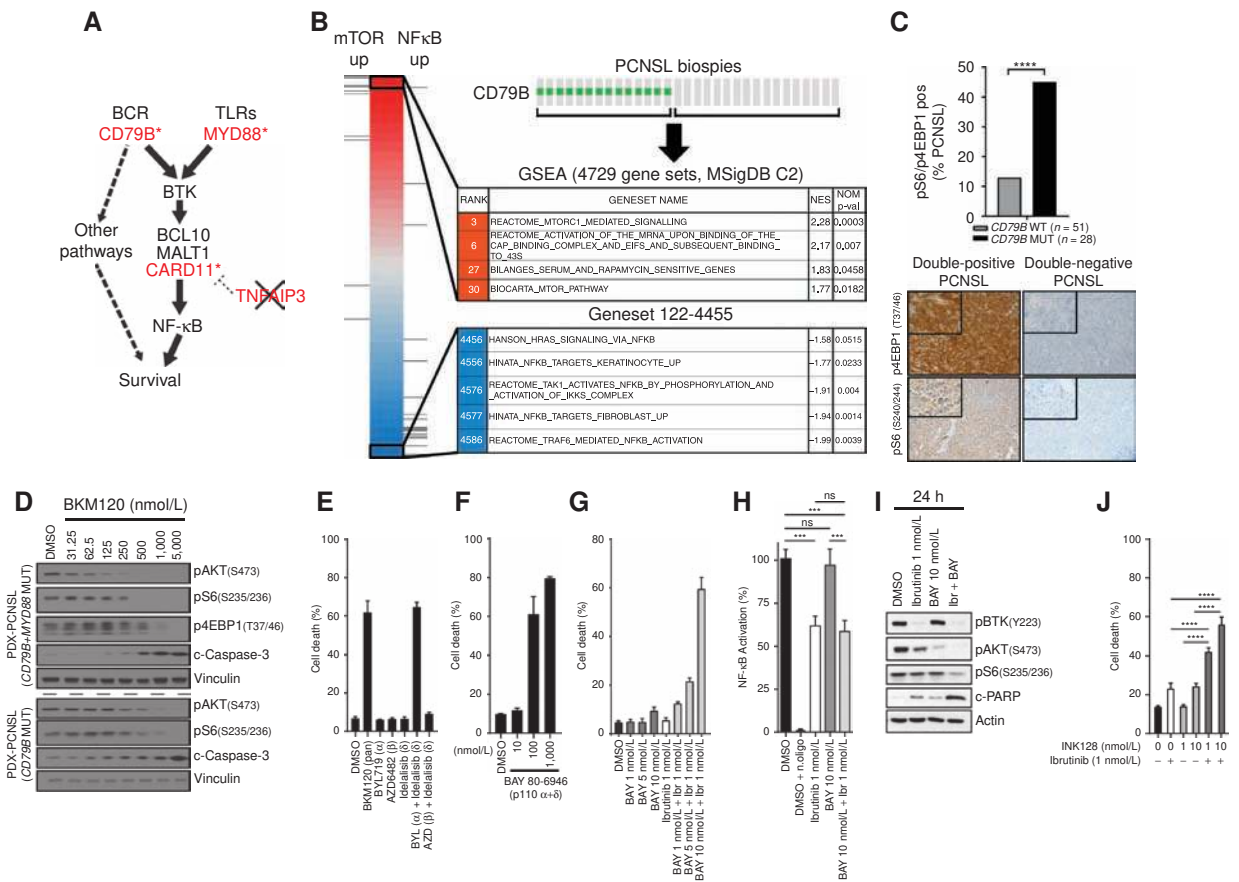 A
BCR
TLRs
CD79B*
MYD88*
BTK
Other
pathways
BCL10
MALT1
CARD11*
TNFAIP3
NF-κB
Survival
B
mTOR
up
NFκB
up
PCNSL biospies
CD79B
GSEA (4729 gene sets, MSigDB C2)
RANK GENESET NAME NES NOM p-val
3 REACTOME_MTORC1_MEDIATED_SIGNALLING 2.28 0.0003
6 REACTOME_ACTIVATION_OF_THE_MRNA_UPON_BINDING_OF_THE_
CAP_BINDING_COMPLEX_AND_EIFS_AND_SUBSEQUENT_BINDING_
_TO_43S 2.17 0.007
27 BILANGES_SERUM_AND_RAPAMYCIN_SENSITIVE_GENES 1.83 0.0458
30 BIOCARTA_MTOR_PATHWAY 1.77 0.0182
Geneset 122-4455
4456 HANSON_HRAS_SIGNALING_VIA_NFKB −1.58 0.0515
4556 HINATA_NFKB_TARGETS_KERATINOCYTE_UP −1.77 0.0233
4576 REACTOME_TAK1_ACTIVATES_NFKB_BY_PHOSPHORYLATION_AND
_ACTIVATION_OF_IKKS_COMPLEX −1.91 0.004
4577 HINATA_NFKB_TARGETS_FIBROBLAST_UP −1.94 0.0014
4586 REACTOME_TRAF6_MEDIATED_NFKB_ACTIVATION −1.99 0.0039
C
pS6/p4EBP1 pos
(% PCNSL)
50
40
30
20
10
0
****
CD79B WT (n = 51)
CD79B MUT (n = 28)
Double-positive
PCNSL
Double-negative
PCNSL
p4EBP1 (T37/46)
pS6 (S240/244)
D
BKM120 (nmol/L)
DMSO
31.25
62.5
125
250
500
1,000
5,000
PDX-PCNSL
(CD79B+MYD88 MUT)
pAKT(S473)
pS6(S235/236)
p4EBP1(T37/46)
c-Caspase-3
Vinculin
PDX-PCNSL
(CD79B MUT)
pAKT(S473)
pS6(S235/236)
c-Caspase-3
Vinculin
E
Cell death (%)
100
80
60
40
20
0
DMSO
BKM120 (pan)
BYL719 (α)
AZD6482 (β)
Idelalisib (δ)
BYL (α) + Idelalisib (δ)
AZD (β) + Idelalisib (δ)
F
Cell death (%)
100
80
60
40
20
0
(nmol/L)
DMSO
10
100
1,000
BAY 80-6946
(p110 α+δ)
G
Cell death (%)
80
60
40
20
0
DMSO
BAY 1 nmol/L
BAY 5 nmol/L
BAY 10 nmol/L
Ibrutinib 1 nmol/L
BAY 1 nmol/L + Ibr 1 nmol/L
BAY 5 nmol/L + Ibr 1 nmol/L
BAY 10 nmol/L + Ibr 1 nmol/L
H
NF-κB Activation (%)
100
75
50
25
0
ns
***
ns
***
***
DMSO
DMSO + n.oligo
Ibrutinib 1 nmol/L
BAY 10 nmol/L
BAY 10 nmol/L + Ibr 1 nmol/L
I
24 h
DMSO
Ibrutinib 1 nmol/L
BAY 10 nmol/L
Ibr + BAY
pBTK(Y223)
pAKT(S473)
pS6(S235/236)
c-PARP
Actin
J
Cell death (%)
100
80
60
40
20
0
****
****
****
****
INK128 (nmol/L) 0 0 1 10 1 10
Ibrutinib (1 nmol/L) − + − − + +